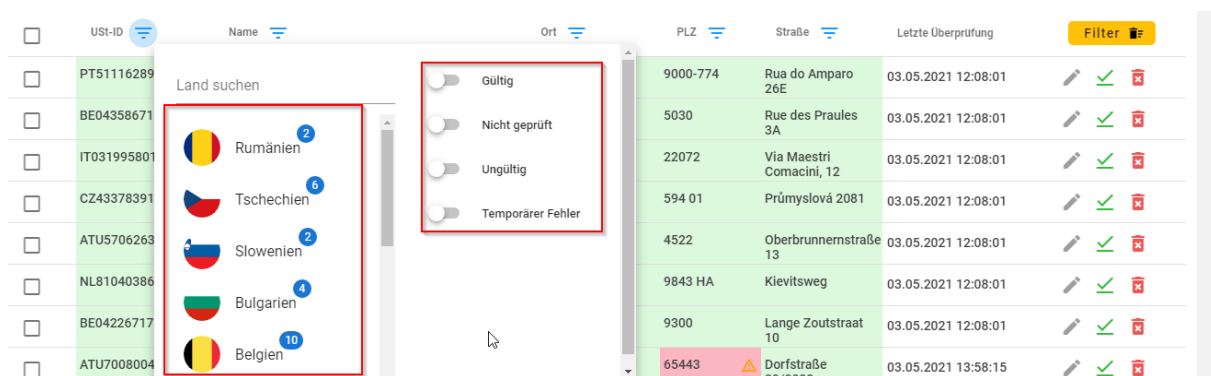 USt-ID Name Ort PLZ Straße Letzte Überprüfung Filter
PT51116289 9000-774 Rua do Amparo 26E 03.05.2021 12:08:01
Land suchen
Gültig
Nicht geprüft
Ungültig
Temporärer Fehler
BE04358671 5030 Rue des Praules 3A 03.05.2021 12:08:01
Rumänien 2
IT031995801 22072 Via Maestri Comacini, 12 03.05.2021 12:08:01
Tschechien 6
CZ43378391 594 01 Průmyslová 2081 03.05.2021 12:08:01
Slowenien 2
ATU5706263 4522 Oberbrunnernstraße 13 03.05.2021 12:08:01
Bulgarien 4
NL81040386 9843 HA Kievitsweg 03.05.2021 12:08:01
Belgien 10
BE04226717 9300 Lange Zoutstraat 10 03.05.2021 12:08:01
ATU7008004 65443 Dorfstraße 03.05.2021 13:58:15